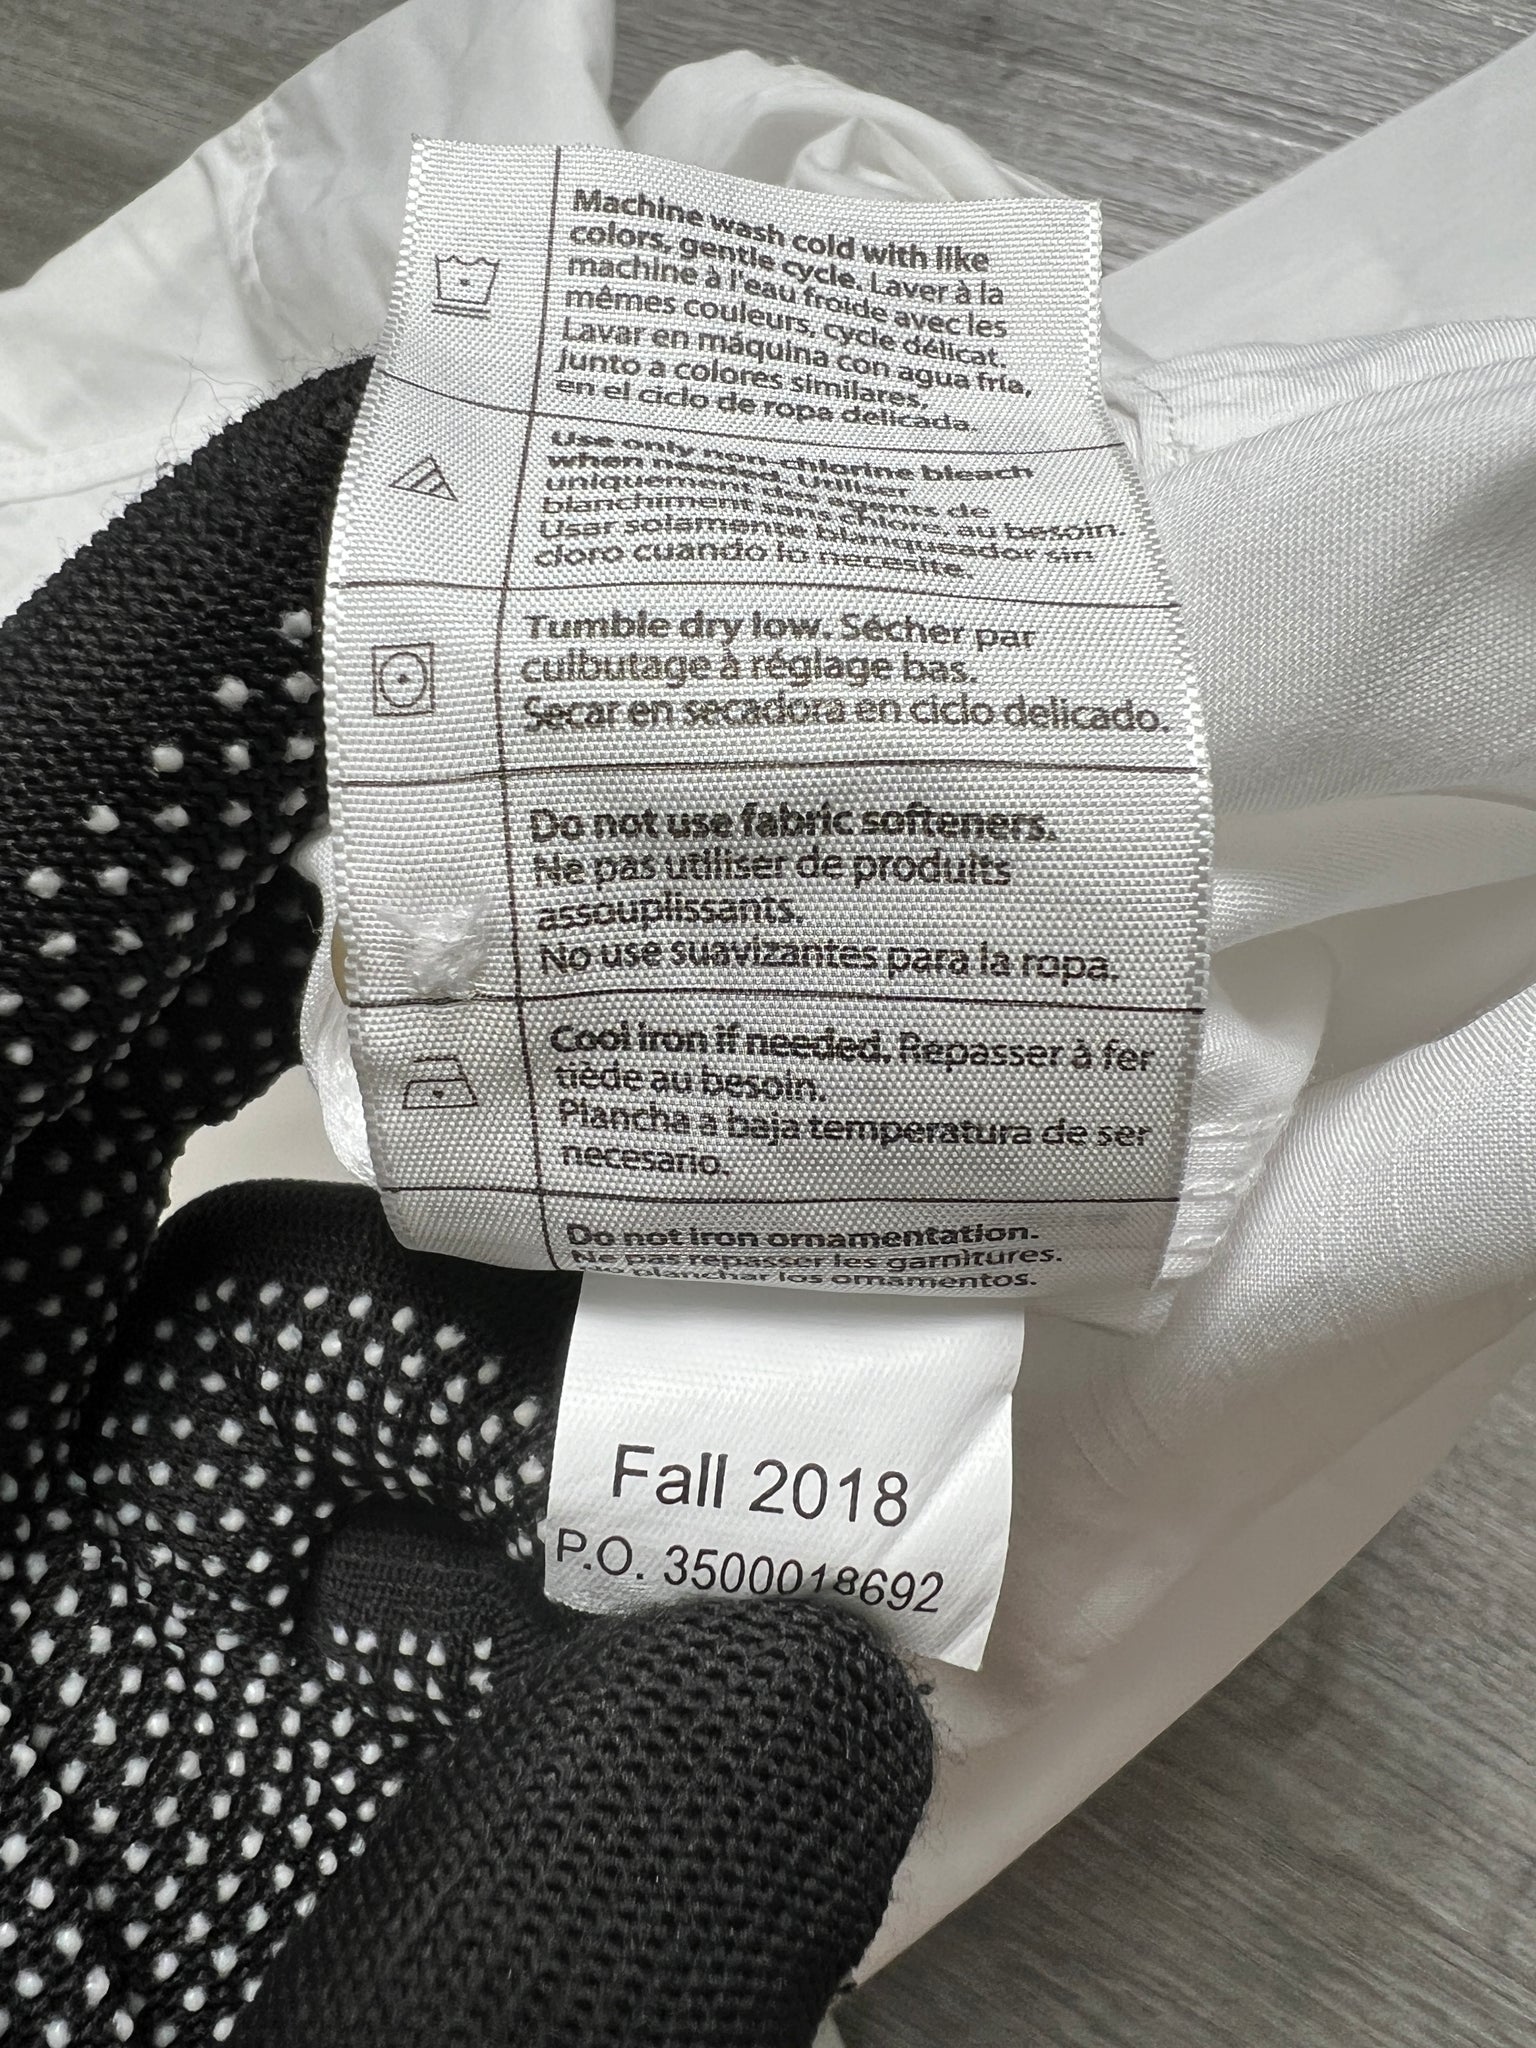 Machine wash cold with like
colors, gentle cycle. Laver à la
machine à l'eau froide avec les
mêmes couleurs, cycle délicat.
Lavar en máquina con agua fría,
junto a colores similares,
en el ciclo de ropa delicada.
Use only non-chlorine bleach
when needed. Utiliser
uniquement des agents de
blanchiment sans chlore, au besoin.
Usar solamente blanqueador sin
cloro cuando lo necesite.
Tumble dry low. Sécher par
culbutage à réglage bas.
Secar en secadora en ciclo delicado.
Do not use fabric softeners.
Ne pas utiliser de produits
assouplissants.
No use suavizantes para la ropa.
Cool iron if needed. Repasser à fer
tiède au besoin.
Plancha a baja temperatura de ser
necesario.
Do not iron ornamentation.
Ne pas repasser les garnitures.
planchar los ornamentos.
Fall 2018
P.O. 3500018692